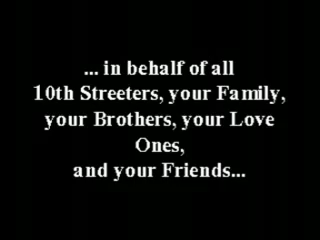 ... in behalf of all
10th Streeters, your Family,
your Brothers, your Love
Ones,
and your Friends...